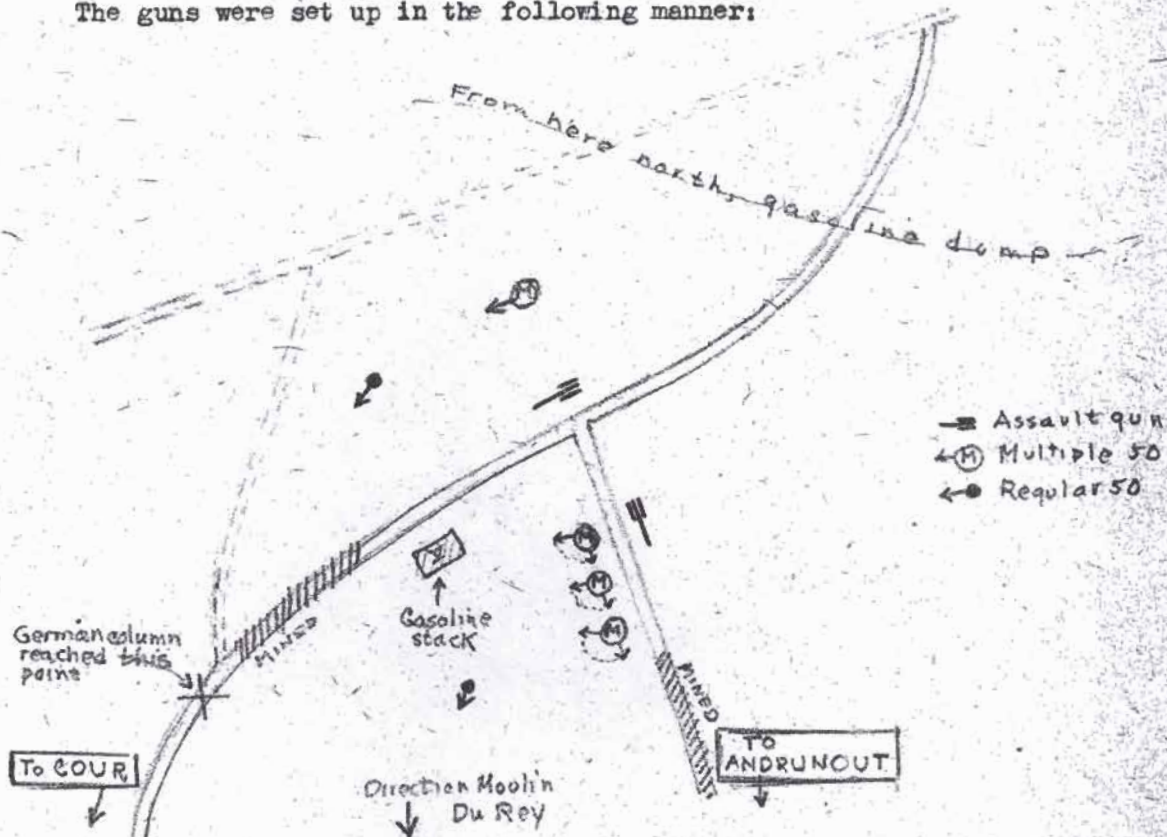 The guns were set up in the following manner:
From here north, gasoline dump
Assault gun
M Multiple 50
Regular 50
M
M
M
M
Gasoline
stack
MINED
MINED
German column
reached this
point
To COUR
Direction Moulin
Du Rey
TO
ANDRUNOUT